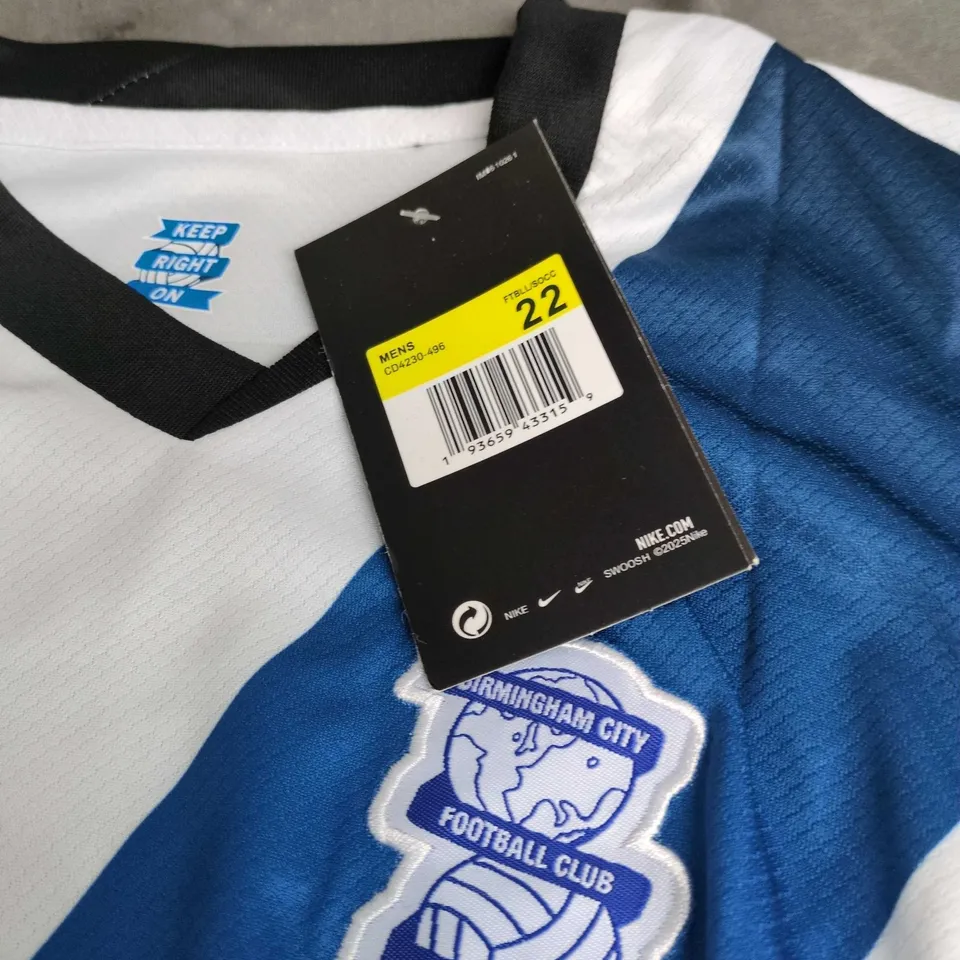 KEEP
RIGHT
ON
FTBLL/SOCC
22
MENS
CD4230-496
1 93659 43315 9
NIKE.COM
SWOOSH ©2025Nike
NIKE
BIRMINGHAM CITY
FOOTBALL CLUB